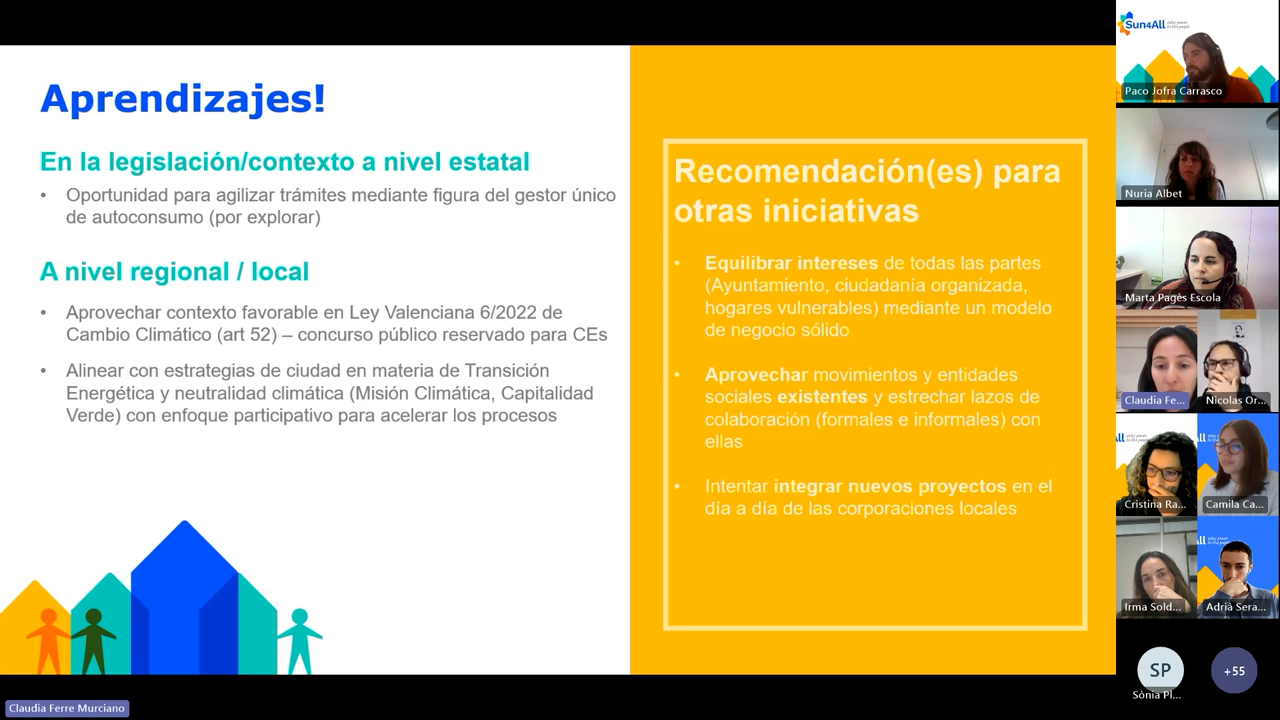 Aprendizajes!
En la legislación/contexto a nivel estatal
• Oportunidad para agilizar trámites mediante figura del gestor único
de autoconsumo (por explorar)
A nivel regional / local
• Aprovechar contexto favorable en Ley Valenciana 6/2022 de
Cambio Climático (art 52) – concurso público reservado para CEs
• Alinear con estrategias de ciudad en materia de Transición
Energética y neutralidad climática (Misión Climática, Capitalidad
Verde) con enfoque participativo para acelerar los procesos
Recomendación(es) para
otras iniciativas
• Equilibrar intereses de todas las partes
(Ayuntamiento, ciudadanía organizada,
hogares vulnerables) mediante un modelo
de negocio sólido
• Aprovechar movimientos y entidades
sociales existentes y estrechar lazos de
colaboración (formales e informales) con
ellas
• Intentar integrar nuevos proyectos en el
día a día de las corporaciones locales
Sun4All
Paco Jofra Carrasco
Nuria Albet
Marta Pagès Escola
Claudia Fe...
Nicolas Or...
Cristina Ra...
Camila Ca...
Irma Sold...
Adrià Sera...
SP
Sònia Pl...
+55
Claudia Ferre Murciano